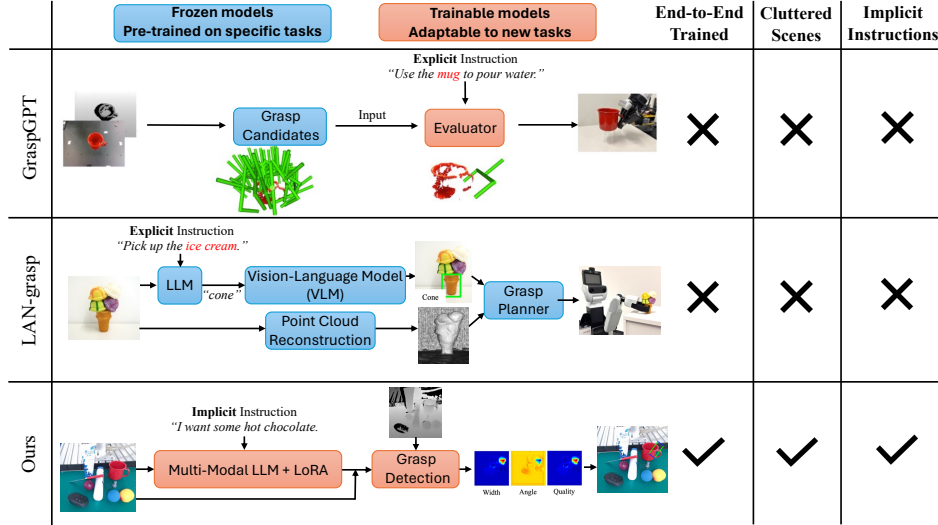 Frozen models
Pre-trained on specific tasks
Trainable models
Adaptable to new tasks
End-to-End
Trained
Cluttered
Scenes
Implicit
Instructions
GraspGPT
Explicit Instruction
“Use the mug to pour water.”
Grasp
Candidates
Input
Evaluator
LAN-grasp
Explicit Instruction
“Pick up the ice cream.”
LLM
“cone”
Vision-Language Model
(VLM)
Cone
Point Cloud
Reconstruction
Grasp
Planner
Ours
Implicit Instruction
“I want some hot chocolate.
Multi-Modal LLM + LoRA
Grasp
Detection
Width
Angle
Quality